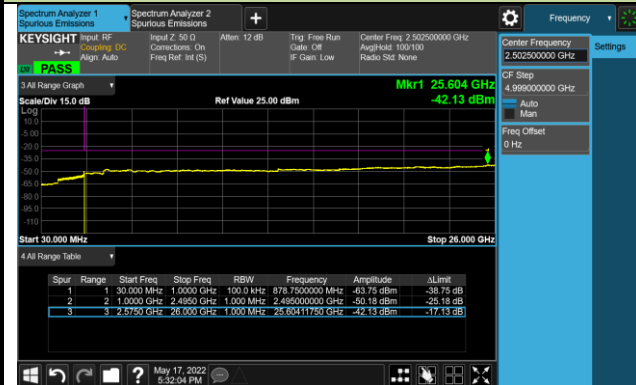 Spectrum Analyzer 1
Spurious Emissions
Spectrum Analyzer 2
Spurious Emissions
Frequency
KEYSIGHT
Input: RF
Coupling: DC
Align: Auto
Input Z: 50 Ω
Corrections: On
Freq Ref: Int (S)
Atten: 12 dB
Trig: Free Run
Gate: Off
IF Gain: Low
Center Freq: 2.502500000 GHz
Avg|Hold: 100/100
Radio Std: None
PASS
Center Frequency
2.502500000 GHz
Settings
CF Step
4.999000000 GHz
Auto
Man
Freq Offset
0 Hz
3 All Range Graph
Mkr1 25.604 GHz
Scale/Div 15.0 dB
Ref Value 25.00 dBm
-42.13 dBm
Log
10.0
-5.00
-20.0
-35.0
-50.0
-65.0
-80.0
-95.0
-110
Start 30.000 MHz
Stop 26.000 GHz
4 All Range Table
Spur Range Start Freq Stop Freq RBW Frequency Amplitude ΔLimit
1 1 30.000 MHz 1.0000 GHz 100.0 kHz 878.7500000 MHz -63.75 dBm -38.75 dB
2 2 1.0000 GHz 2.4950 GHz 1.000 MHz 2.495000000 GHz -50.18 dBm -25.18 dB
3 3 2.5750 GHz 26.000 GHz 1.000 MHz 25.60411750 GHz -42.13 dBm -17.13 dB
May 17, 2022
5:32:04 PM